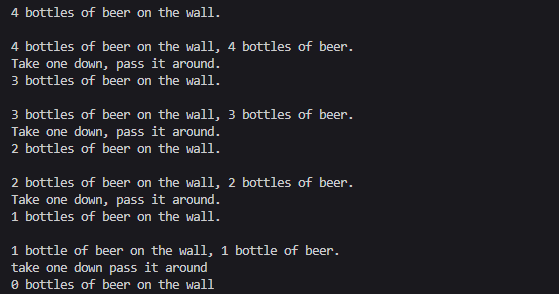 4 bottles of beer on the wall.
4 bottles of beer on the wall, 4 bottles of beer.
Take one down, pass it around.
3 bottles of beer on the wall.
3 bottles of beer on the wall, 3 bottles of beer.
Take one down, pass it around.
2 bottles of beer on the wall.
2 bottles of beer on the wall, 2 bottles of beer.
Take one down, pass it around.
1 bottles of beer on the wall.
1 bottle of beer on the wall, 1 bottle of beer.
take one down pass it around
0 bottles of beer on the wall